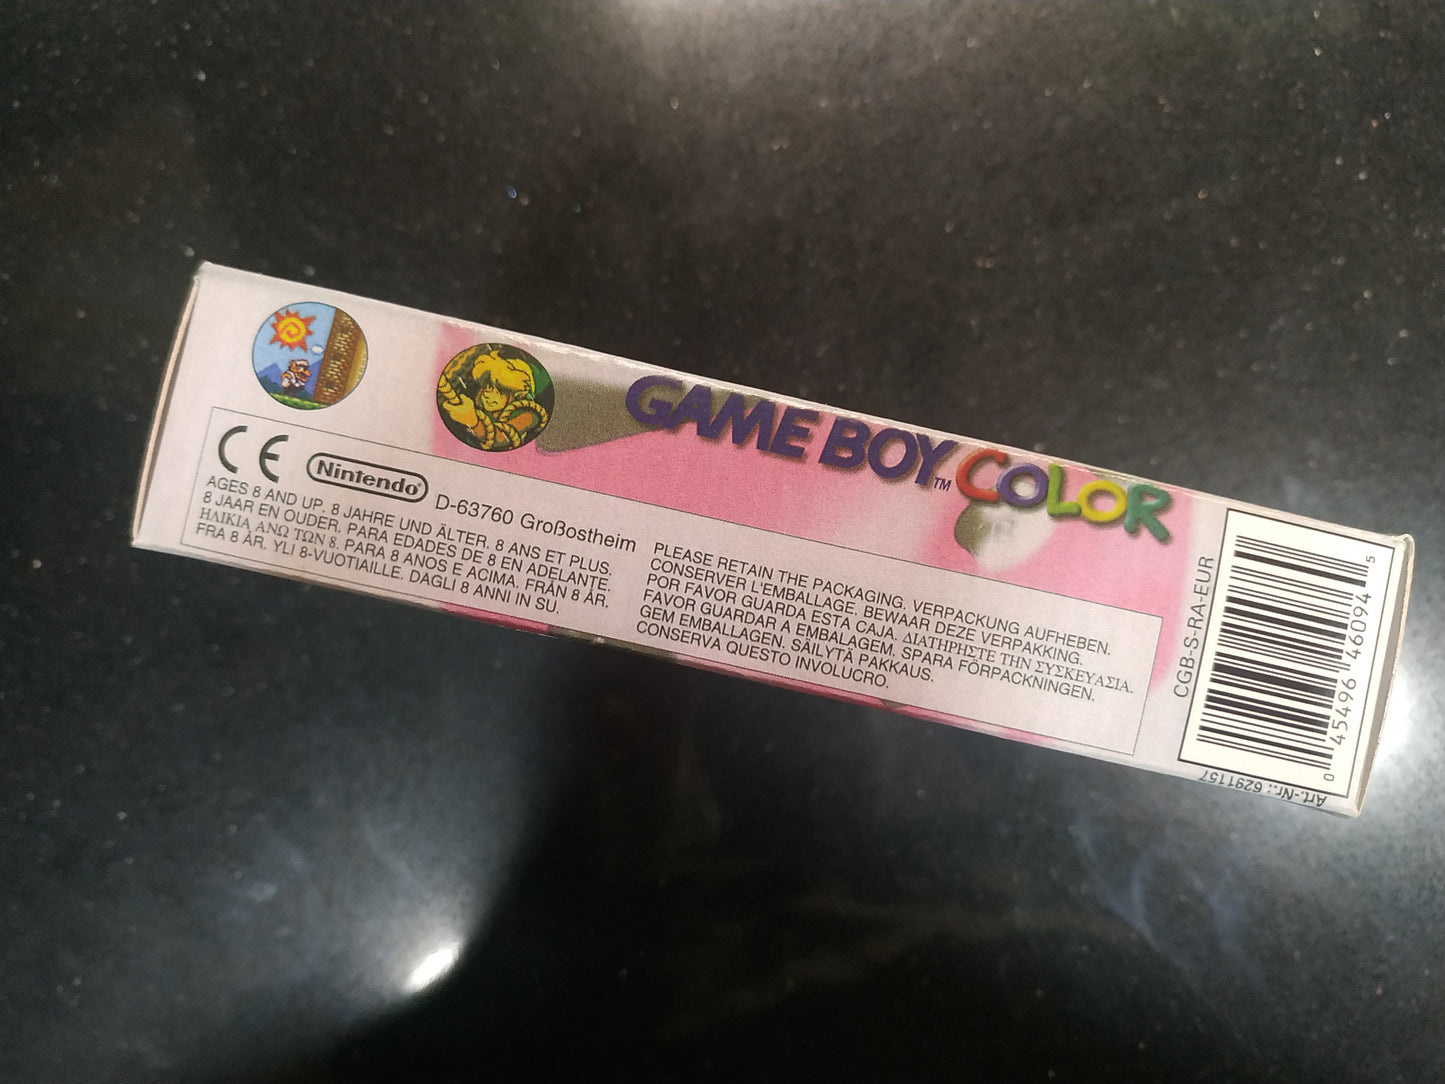 GAME BOY COLOR
TM
CE
Nintendo®
D-63760 Großostheim
AGES 8 AND UP. 8 JAHRE UND ÄLTER. 8 ANS ET PLUS.
8 JAAR EN OUDER. PARA EDADES DE 8 EN ADELANTE.
ΗΛΙΚΙΑ ΑΝΩ ΤΩΝ 8. PARA 8 ANOS E ACIMA. FRÅN 8 ÅR.
FRA 8 ÅR. YLI 8-VUOTIAILLE. DAGLI 8 ANNI IN SU.
PLEASE RETAIN THE PACKAGING. VERPACKUNG AUFHEBEN.
CONSERVER L'EMBALLAGE. BEWAAR DEZE VERPAKKING.
POR FAVOR GUARDA ESTA CAJA. ΔΙΑΤΗΡΗΣΤΕ ΤΗΝ ΣΥΣΚΕΥΑΣΙΑ.
FAVOR GUARDAR A EMBALAGEM. SPARA FÖRPACKNINGEN.
GEM EMBALLAGEN. SÄILYTÄ PAKKAUS.
CONSERVA QUESTO INVOLUCRO.
CGB-S-RA-EUR
0 45496 46094 5
Art.-Nr.: 6291157